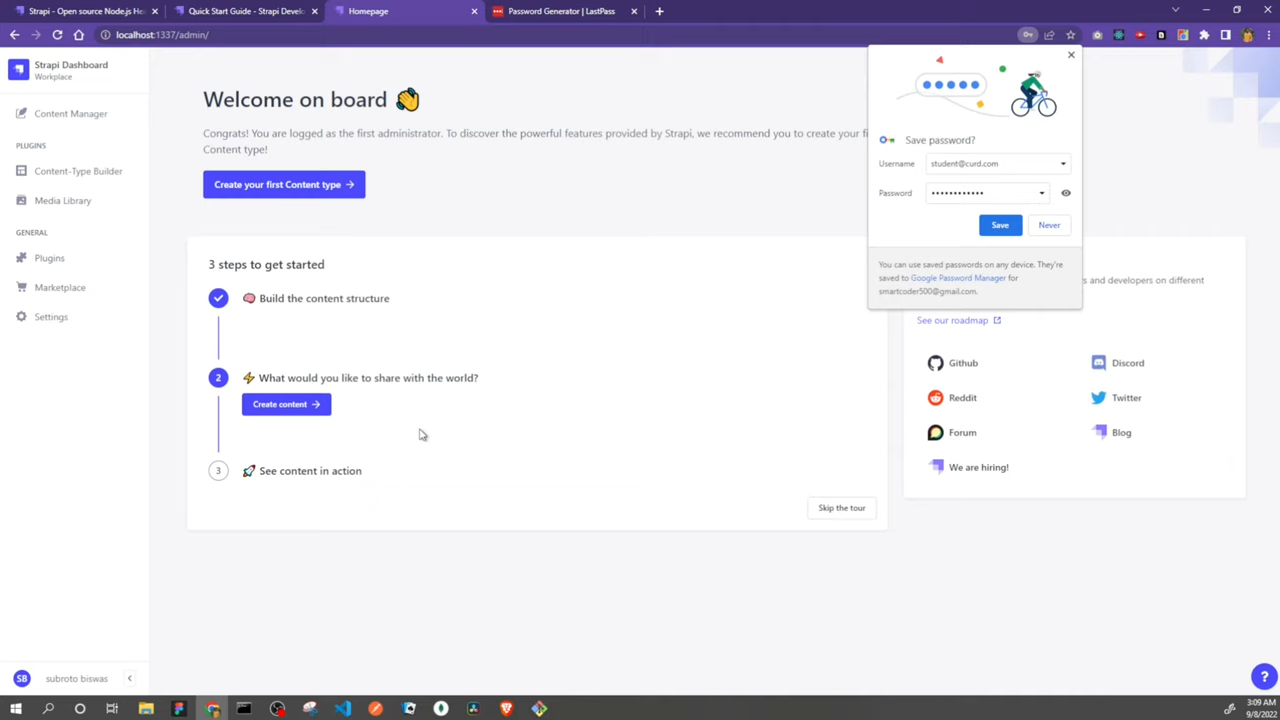 Strapi - Open source Node.js He
Quick Start Guide - Strapi Devel
Homepage
Password Generator | LastPass
localhost:1337/admin/
Strapi Dashboard
Workplace
Content Manager
PLUGINS
Content-Type Builder
Media Library
GENERAL
Plugins
Marketplace
Settings
SB
subroto biswas
Welcome on board
Congrats! You are logged as the first administrator. To discover the powerful features provided by Strapi, we recommend you to create your fi
Content type!
Create your first Content type
3 steps to get started
Build the content structure
2
What would you like to share with the world?
Create content
3
See content in action
Skip the tour
Save password?
Username
student@curd.com
Password
••••••••••••
Save
Never
You can use saved passwords on any device. They're
saved to Google Password Manager for
smartcoder500@gmail.com.
s and developers on different
See our roadmap
Github
Discord
Reddit
Twitter
Forum
Blog
We are hiring!
?
3:09 AM
9/8/2022